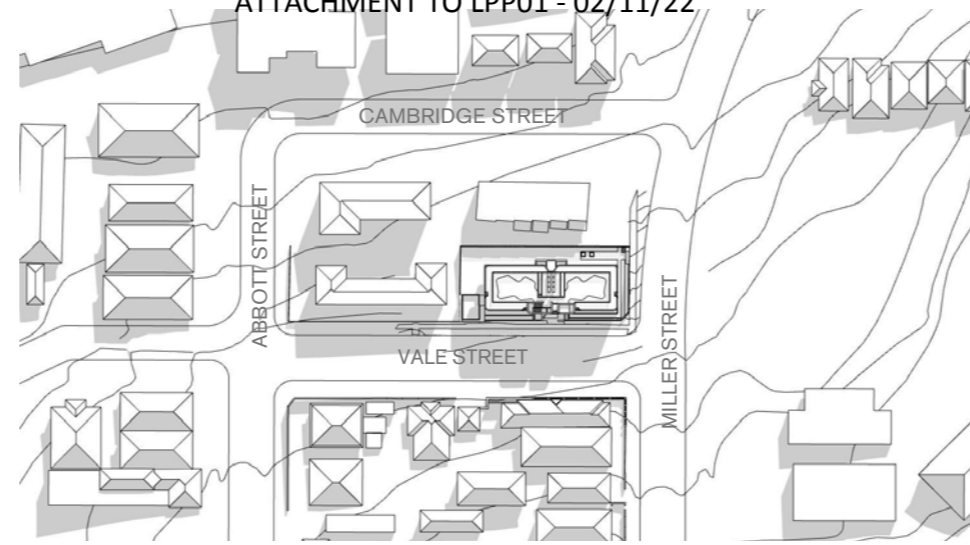 ATTACHMENT TO LPP01 - 02/11/22
CAMBRIDGE STREET
ABBOTT STREET
MILLER STREET
VALE STREET